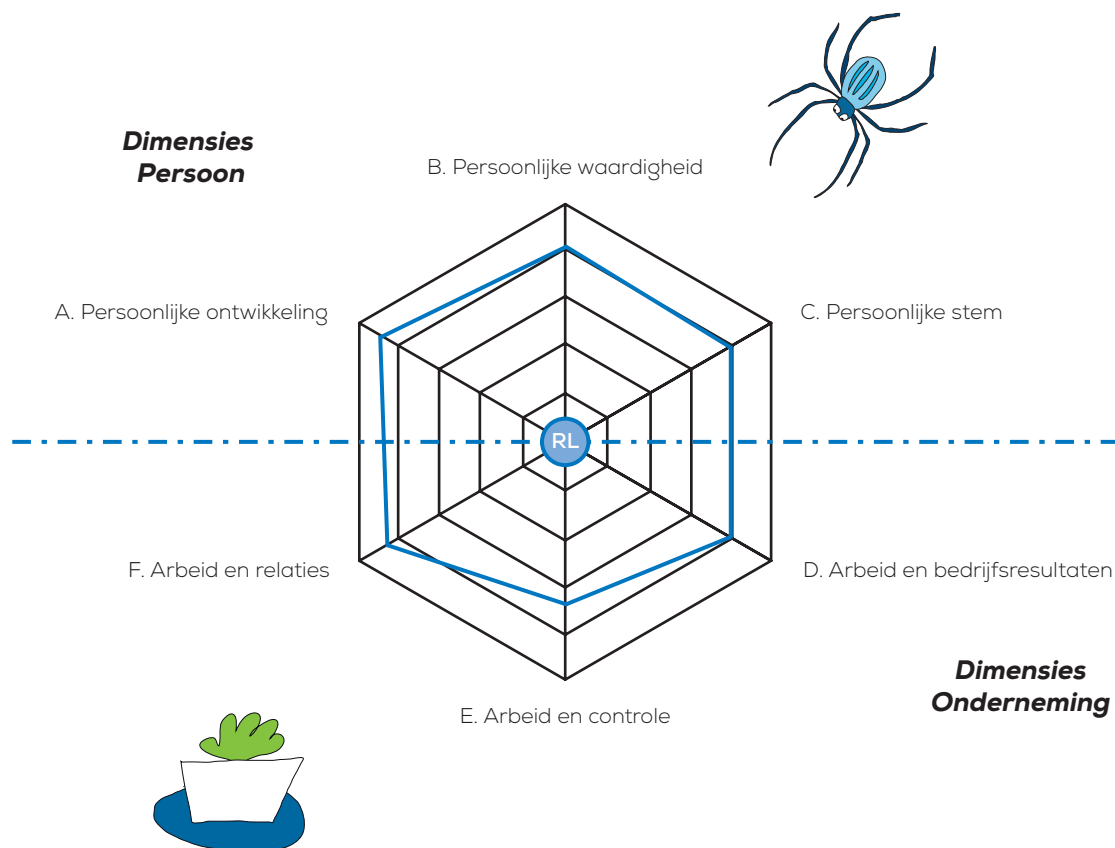 Dimensies
Persoon
B. Persoonlijke waardigheid
A. Persoonlijke ontwikkeling
C. Persoonlijke stem
RL
F. Arbeid en relaties
D. Arbeid en bedrijfsresultaten
Dimensies
Onderneming
E. Arbeid en controle